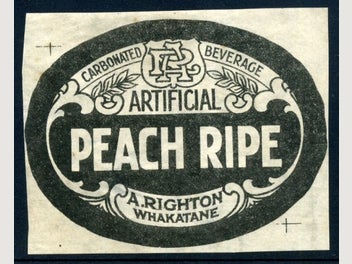 CARBONATED BEVERAGE
ARTIFICIAL
PEACH RIPE
A. RIGHTON
WHAKATANE